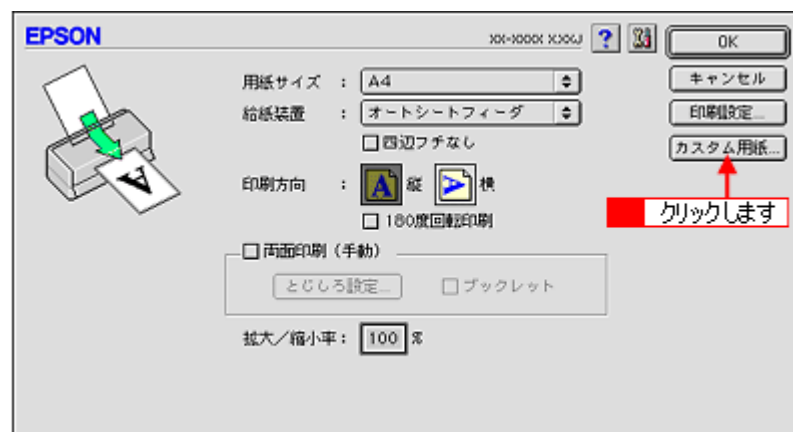 EPSON
XX-XXXX X.XXJ
OK
用紙サイズ : A4
キャンセル
給紙装置 : オートシートフィーダ
印刷設定...
四辺フチなし
カスタム用紙...
印刷方向 : 縦 横
クリックします
180度回転印刷
両面印刷(手動)
とじしろ設定... ブックレット
拡大/縮小率: 100 %